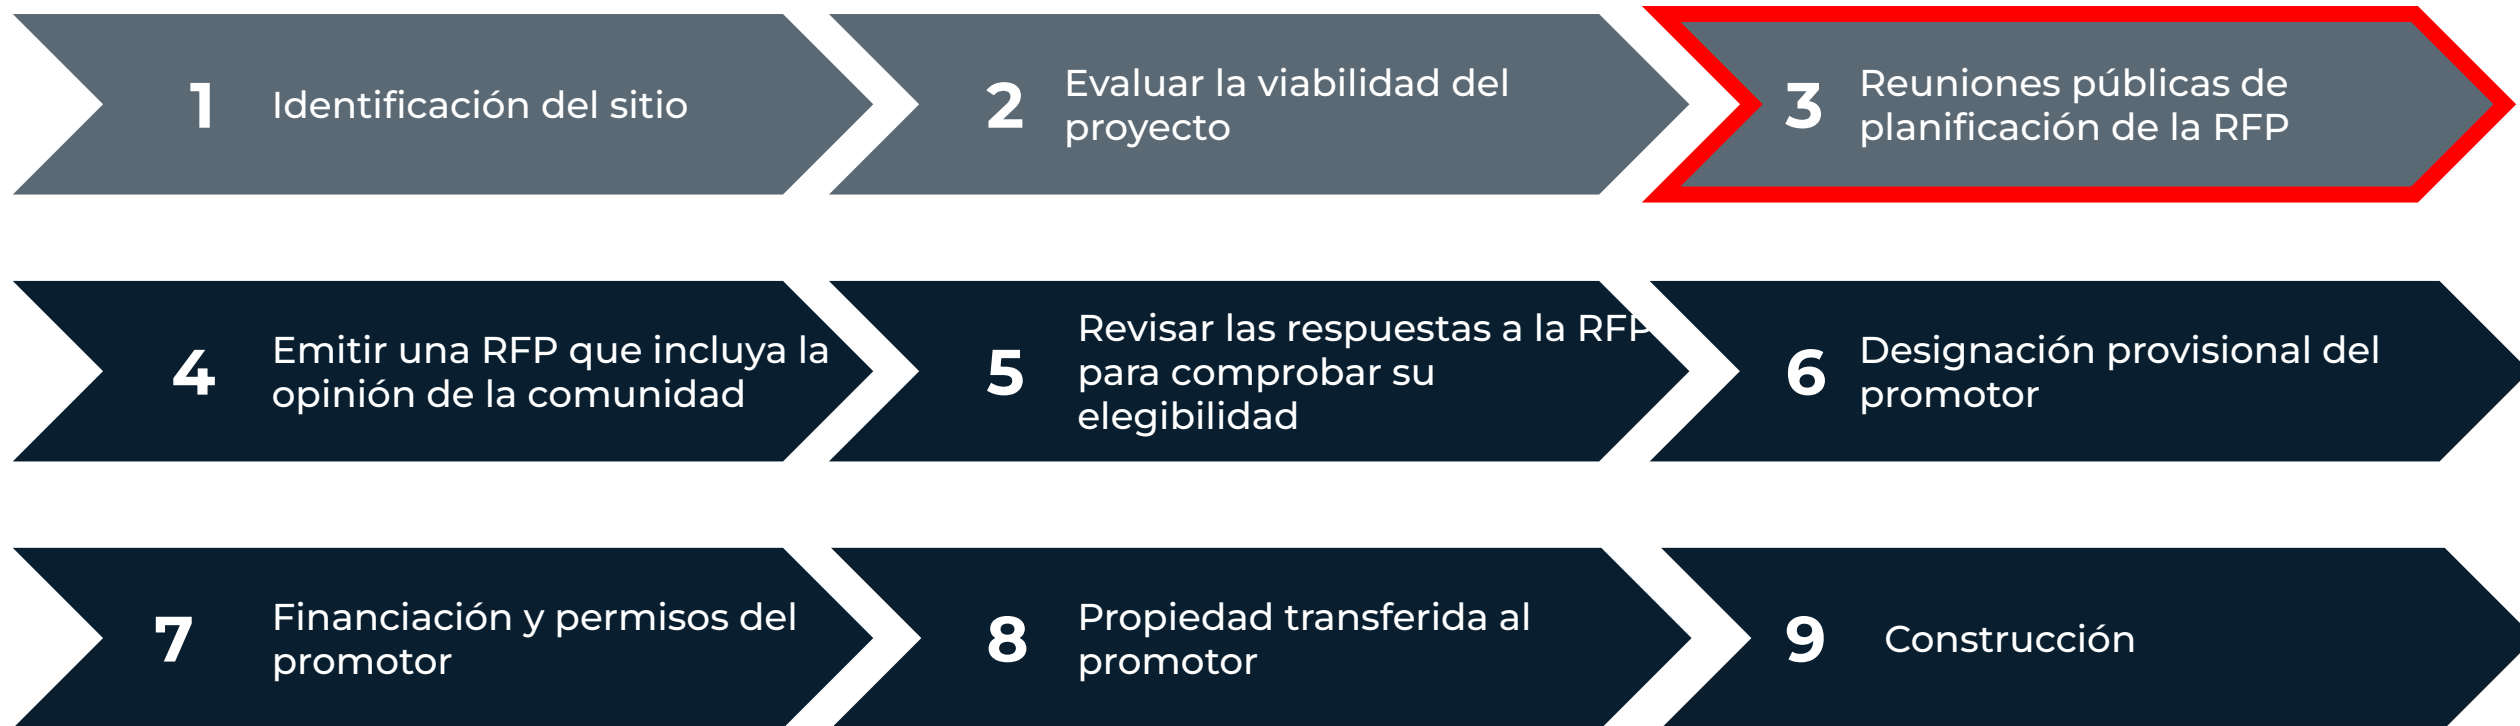 1
Identificación del sitio
2
Evaluar la viabilidad del
proyecto
3
Reuniones públicas de
planificación de la RFP
4
Emitir una RFP que incluya la
opinión de la comunidad
5
Revisar las respuestas a la RFP
para comprobar su
elegibilidad
6
Designación provisional del
promotor
7
Financiación y permisos del
promotor
8
Propiedad transferida al
promotor
9
Construcción